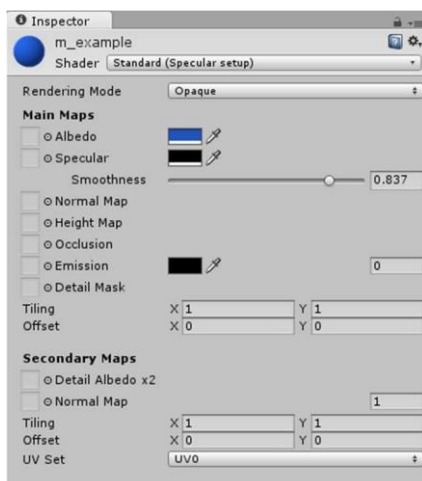 Inspector
m_example
Shader Standard (Specular setup)
Rendering Mode Opaque
Main Maps
Albedo
Specular
Smoothness 0.837
Normal Map
Height Map
Occlusion
Emission 0
Detail Mask
Tiling X 1 Y 1
Offset X 0 Y 0
Secondary Maps
Detail Albedo x2
Normal Map 1
Tiling X 1 Y 1
Offset X 0 Y 0
UV Set UV0